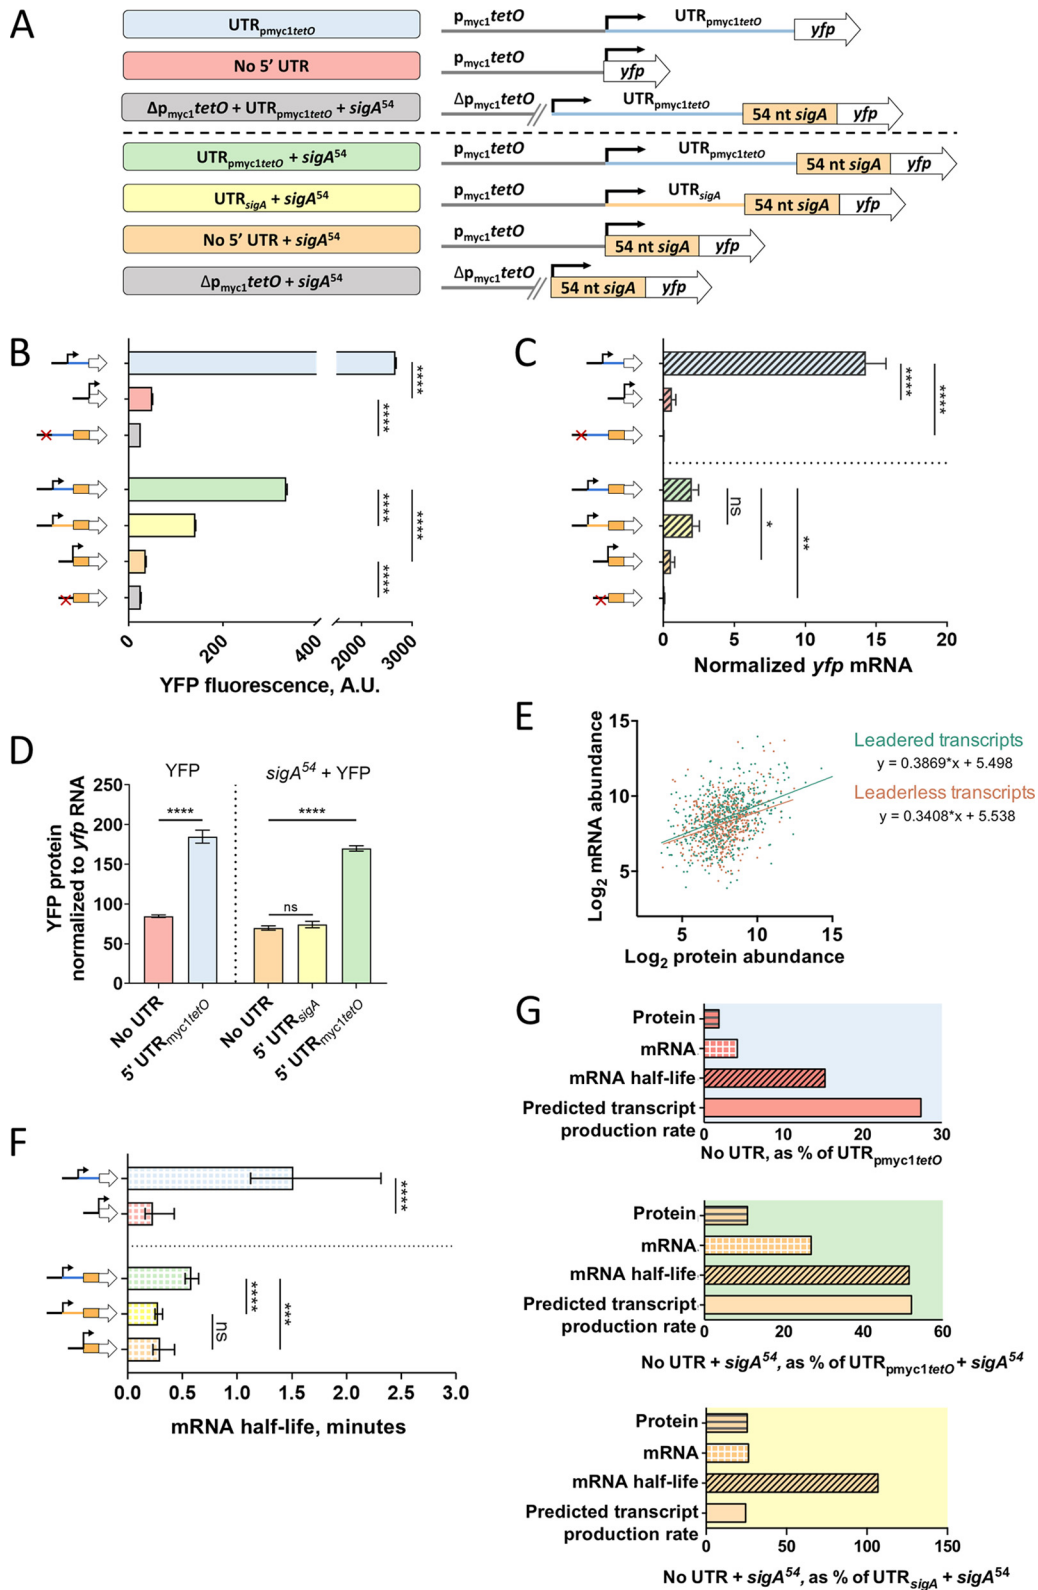 A
UTRpmyc1tetO
pmyc1tetO
UTRpmyc1tetO
yfp
No 5' UTR
pmyc1tetO
yfp
Δpmyc1tetO + UTRpmyc1tetO + sigA54
Δpmyc1tetO
UTRpmyc1tetO
54 nt sigA
yfp
UTRpmyc1tetO + sigA54
pmyc1tetO
UTRpmyc1tetO
54 nt sigA
yfp
UTRsigA + sigA54
pmyc1tetO
UTRsigA
54 nt sigA
yfp
No 5' UTR + sigA54
pmyc1tetO
54 nt sigA
yfp
Δpmyc1tetO + sigA54
Δpmyc1tetO
54 nt sigA
yfp
B
****
****
****
****
****
0
200
400
2000
3000
YFP fluorescence, A.U.
C
****
****
ns
*
**
0
5
10
15
20
Normalized yfp mRNA
D
YFP
sigA54 + YFP
YFP protein
normalized to yfp RNA
250
200
150
100
50
0
****
****
ns
No UTR
5' UTRmyc1tetO
No UTR
5' UTRsigA
5' UTRmyc1tetO
E
Log2 mRNA abundance
15
10
5
5
10
15
Log2 protein abundance
Leadered transcripts
y = 0.3869*x + 5.498
Leaderless transcripts
y = 0.3408*x + 5.538
F
****
****
***
ns
0.0
0.5
1.0
1.5
2.0
2.5
3.0
mRNA half-life, minutes
G
Protein
mRNA
mRNA half-life
Predicted transcript
production rate
0
10
20
30
No UTR, as % of UTRpmyc1tetO
Protein
mRNA
mRNA half-life
Predicted transcript
production rate
0
20
40
60
No UTR + sigA54, as % of UTRpmyc1tetO + sigA54
Protein
mRNA
mRNA half-life
Predicted transcript
production rate
0
50
100
150
No UTR + sigA54, as % of UTRsigA + sigA54